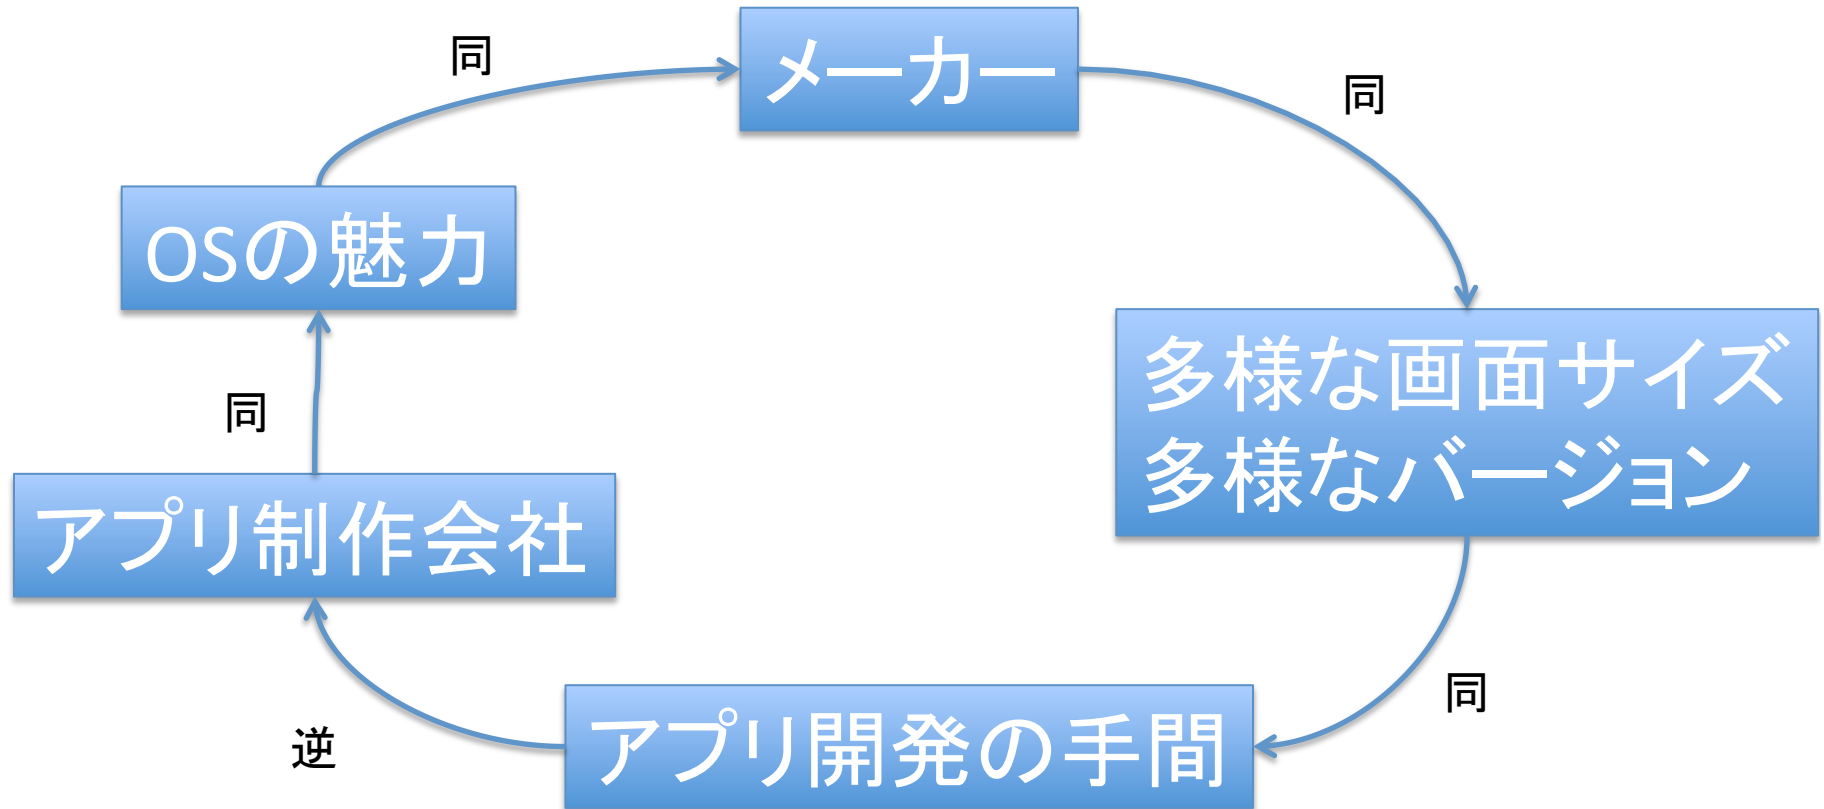 同
メーカー
同
OSの魅力
多様な画面サイズ
多様なバージョン
同
アプリ制作会社
同
逆
アプリ開発の手間